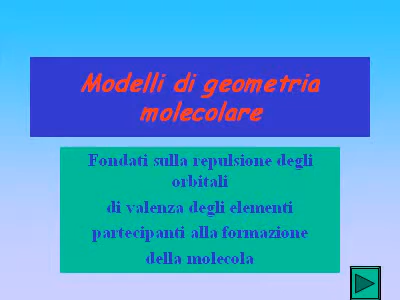 Modelli di geometria
molecolare
Fondati sulla repulsione degli
orbitali
di valenza degli elementi
partecipanti alla formazione
della molecola